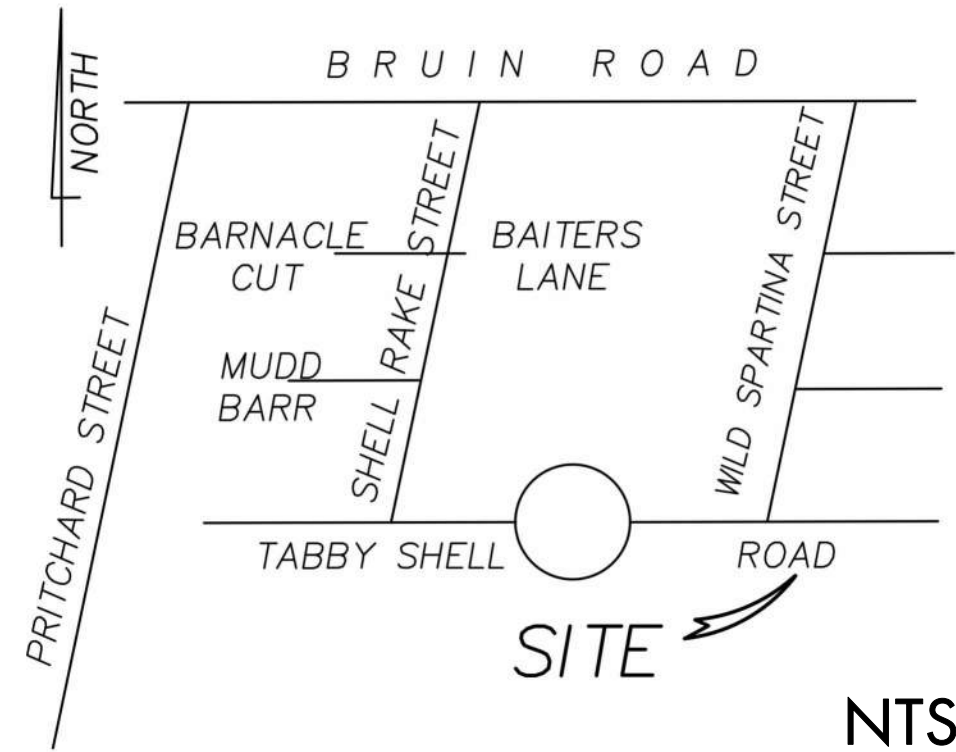 BRUIN ROAD
NORTH
SHELL RAKE STREET
WILD SPARTINA STREET
BARNACLE
CUT
BAITERS
LANE
PRITCHARD STREET
MUDD
BARR
TABBY SHELL ROAD
SITE
NTS